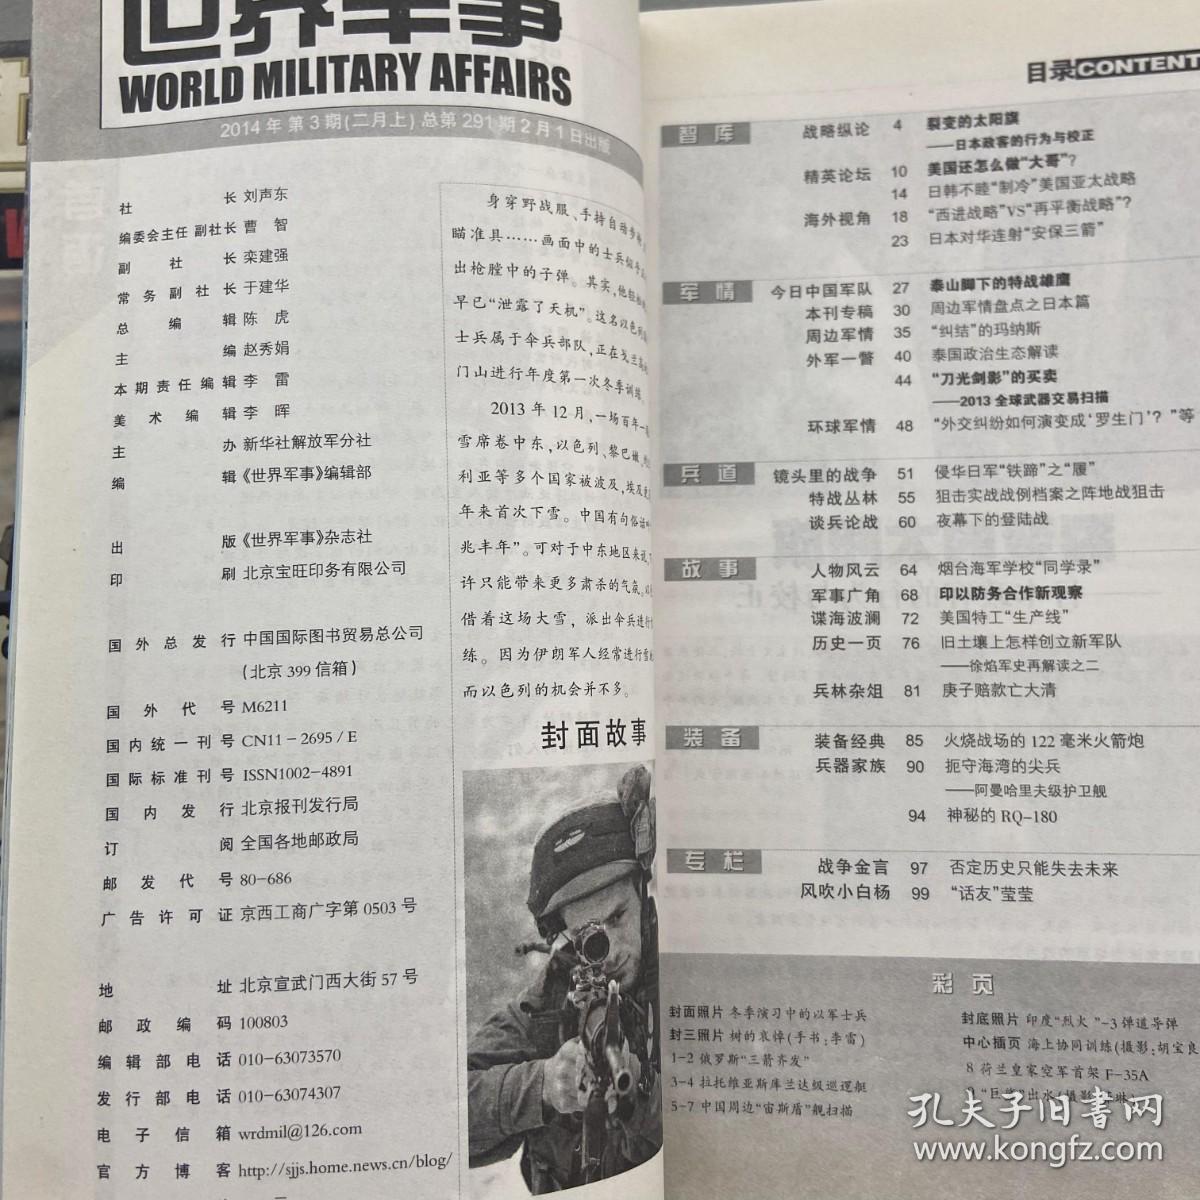 世界军事
WORLD MILITARY AFFAIRS
2014年第3期(二月上)总第291期2月1日出版
社长 刘声东
编委会主任 副社长 曹智
副社长 栾建强
常务副社长 于建华
总编辑 陈虎
主编 赵秀娟
本期责任编辑 李雷
美术编辑 李晖
主办 新华社解放军分社
编辑《世界军事》编辑部
出版《世界军事》杂志社
印刷 北京宝旺印务有限公司
国外总发行 中国国际图书贸易总公司
(北京399信箱)
国外代号 M6211
国内统一刊号 CN11-2695/E
国际标准刊号 ISSN1002-4891
国内发行 北京报刊发行局
订阅 全国各地邮政局
邮发代号 80-686
广告许可证 京西工商广字第0503号
地址 北京宣武门西大街57号
邮政编码 100803
编辑部电话 010-63073570
发行部电话 010-63074307
电子信箱 wrdmil@126.com
官方博客 http://sjjs.home.news.cn/blog/
身穿野战服、手持自动步枪
瞄准具……画面中的士兵似乎
出枪膛中的子弹。其实,他轻松
早已“泄露了天机”。这名以色列
士兵属于伞兵部队,正在戈兰高
门山进行年度第一次冬季训练。
2013年12月,一场百年一
雪席卷中东,以色列、黎巴嫩、
利亚等多个国家被波及,埃及
年来首次下雪。中国有句俗话叫
兆丰年”。可对于中东地区来说,
许只能带来更多肃杀的气氛。
借着这场大雪,派出伞兵进行
练。因为伊朗军人经常进行雪
而以色列的机会并不多。
封面故事
目录CONTENT
智库
战略纵论 4 裂变的太阳旗
——日本政客的行为与校正
精英论坛 10 美国还怎么做“大哥”?
14 日韩不睦“制冷”美国亚太战略
海外视角 18 “西进战略”VS“再平衡战略”?
23 日本对华连射“安保三箭”
军情
今日中国军队 27 泰山脚下的特战雄鹰
本刊专稿 30 周边军情盘点之日本篇
周边军情 35 “纠结”的玛纳斯
外军一瞥 40 泰国政治生态解读
44 “刀光剑影”的买卖
——2013全球武器交易扫描
环球军情 48 “外交纠纷如何演变成‘罗生门’?”等
兵道
镜头里的战争 51 侵华日军“铁蹄”之“履”
特战丛林 55 狙击实战战例档案之阵地战狙击
谈兵论战 60 夜幕下的登陆战
故事
人物风云 64 烟台海军学校“同学录”
军事广角 68 印以防务合作新观察
谍海波澜 72 美国特工“生产线”
历史一页 76 旧土壤上怎样创立新军队
——徐焰军史再解读之二
兵林杂俎 81 庚子赔款亡大清
装备
装备经典 85 火烧战场的122毫米火箭炮
兵器家族 90 扼守海湾的尖兵
——阿曼哈里夫级护卫舰
94 神秘的RQ-180
专栏
战争金言 97 否定历史只能失去未来
风吹小白杨 99 “话友”莹莹
彩页
封面照片 冬季演习中的以军士兵
封三照片 树的哀悼(手书:李雷)
1-2 俄罗斯“三箭齐发”
3-4 拉托维亚斯库兰达级巡逻艇
5-7 中国周边“宙斯盾”舰扫描
封底照片 印度“烈火”-3弹道导弹
中心插页 海上协同训练(摄影:胡宝良
8 荷兰皇家空军首架F-35A
孔夫子旧书网
www.kongfz.com